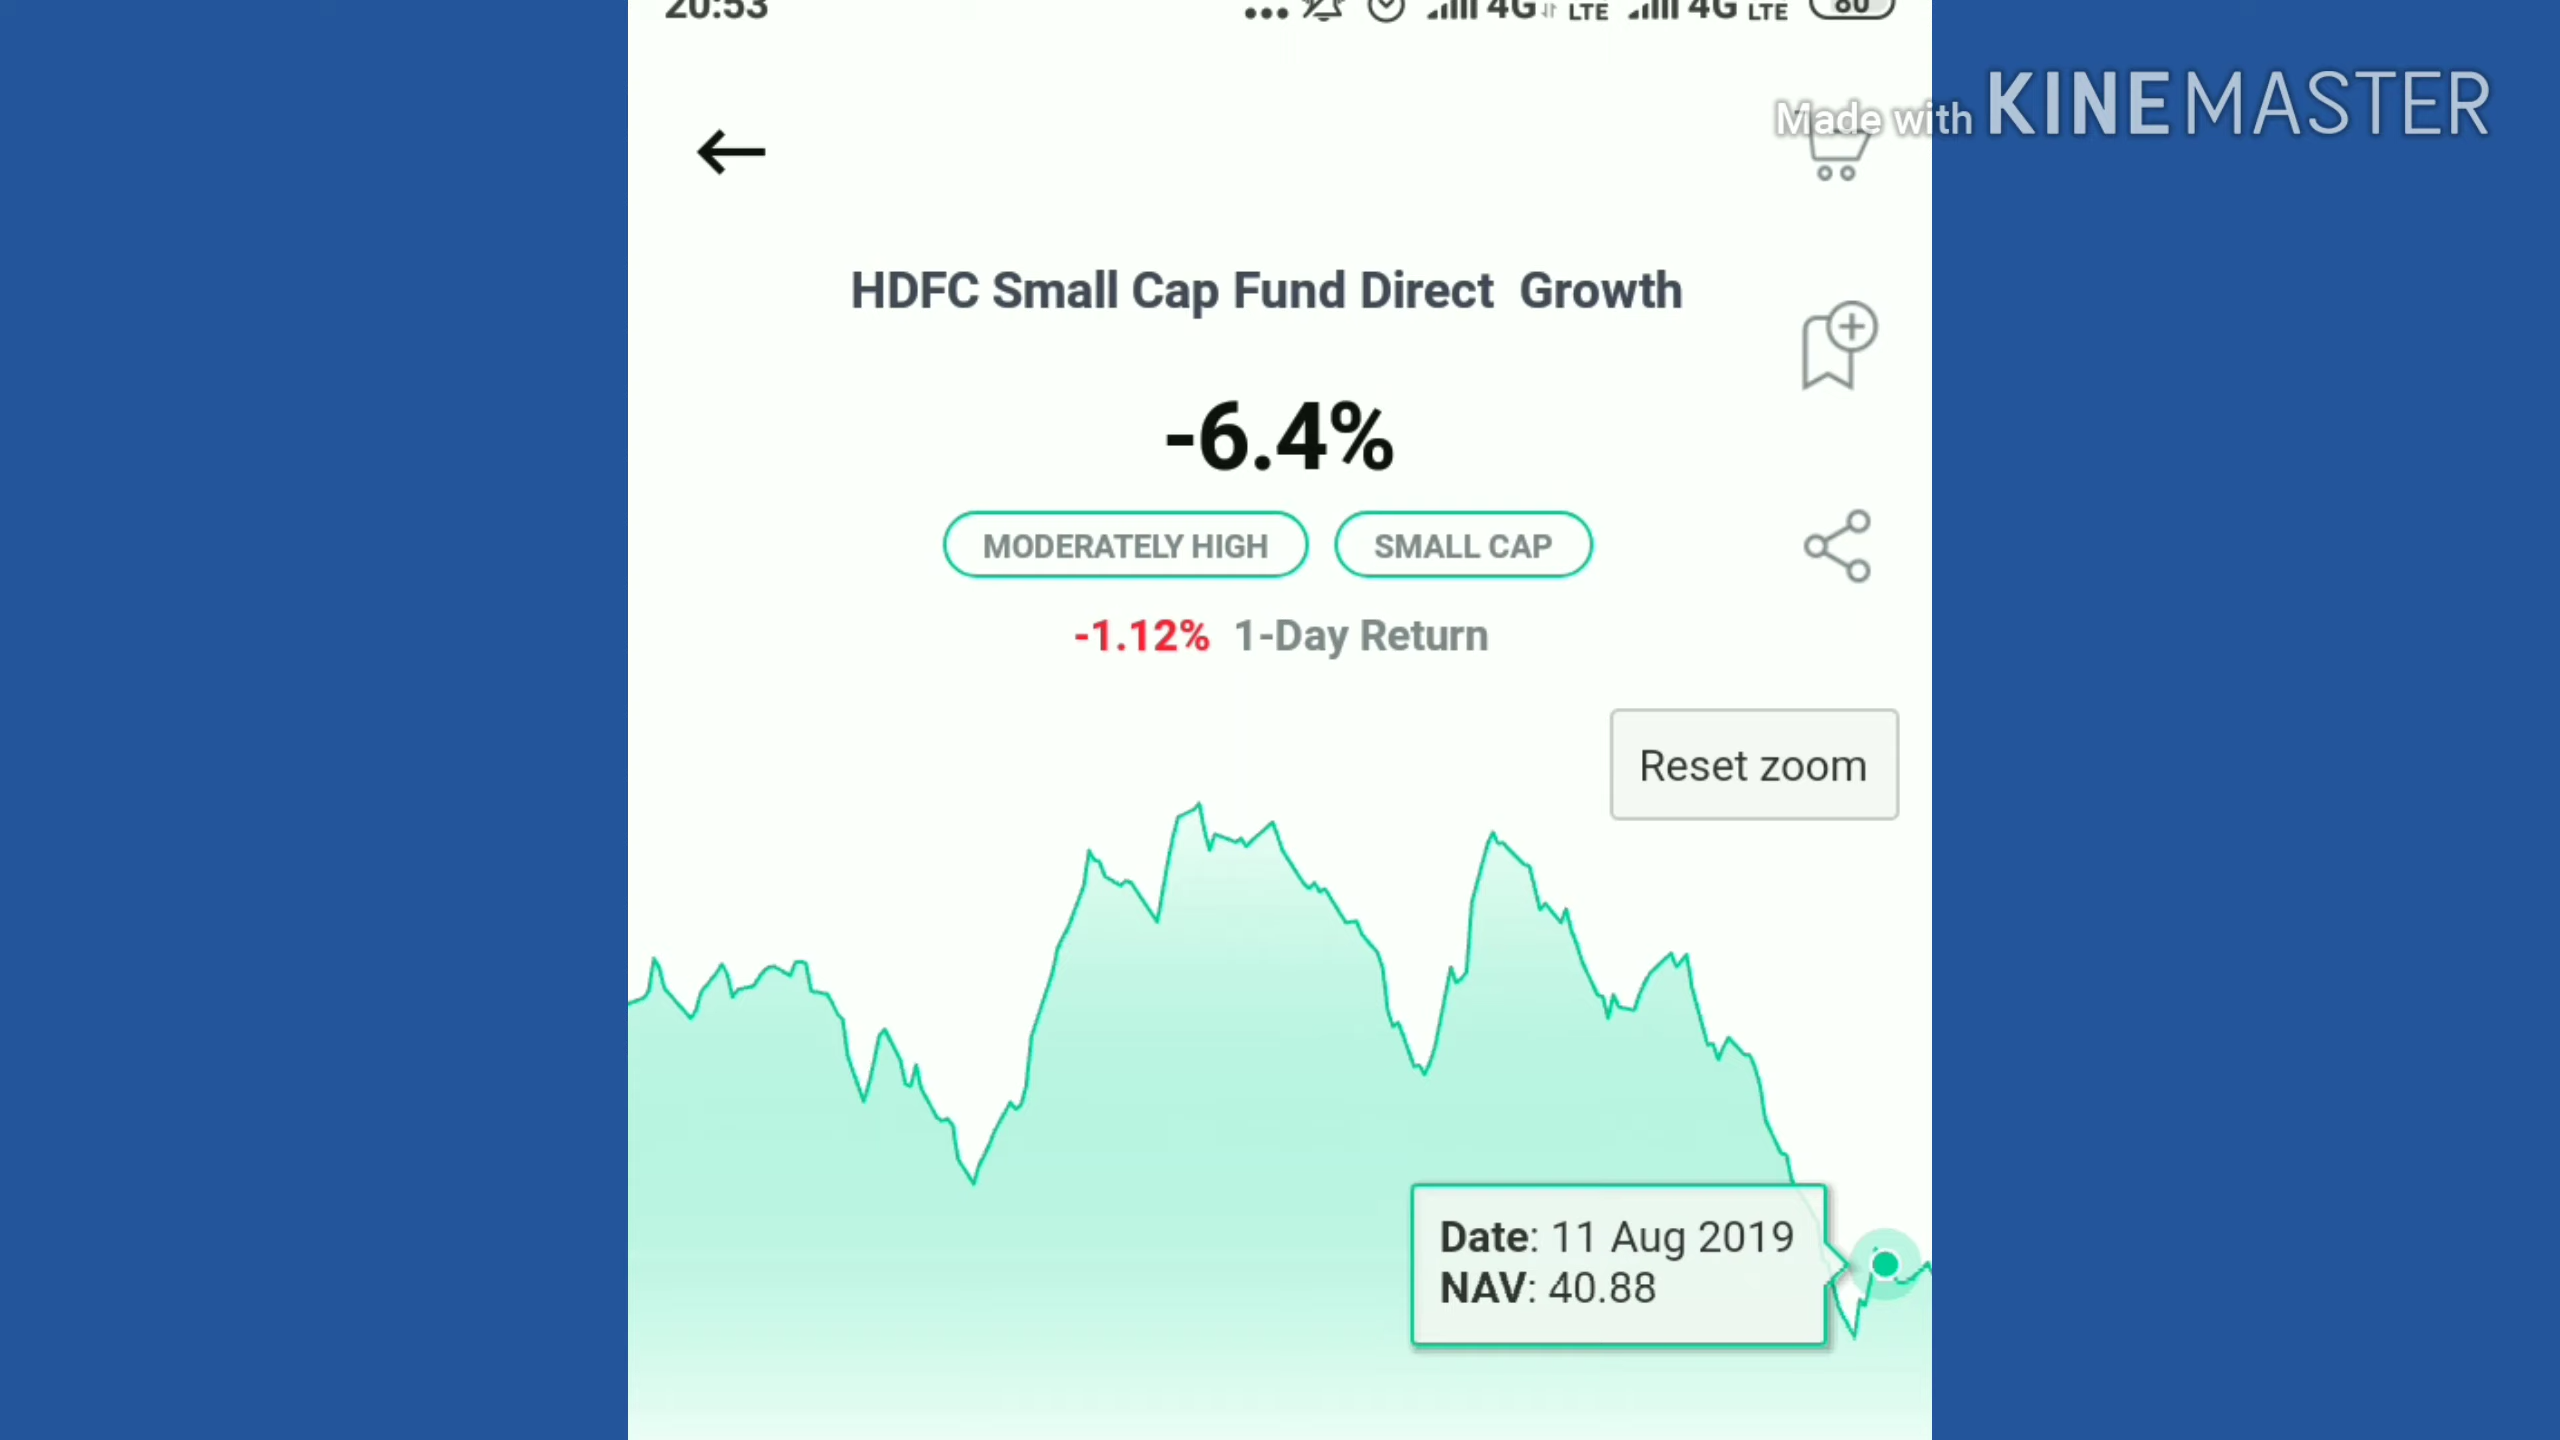 20:53
4G LTE 4G LTE 80
Made with KINEMASTER
HDFC Small Cap Fund Direct Growth
-6.4%
MODERATELY HIGH SMALL CAP
-1.12% 1-Day Return
Reset zoom
Date: 11 Aug 2019
NAV: 40.88